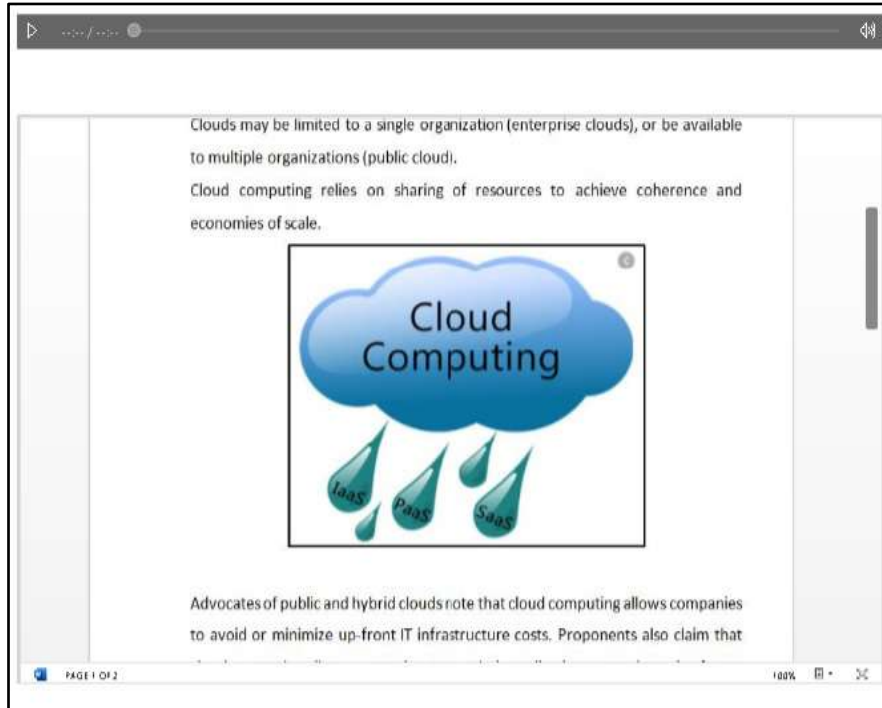 --:-- / --:--
Clouds may be limited to a single organization (enterprise clouds), or be available
to multiple organizations (public cloud).
Cloud computing relies on sharing of resources to achieve coherence and
economies of scale.
Cloud
Computing
IaaS
PaaS
SaaS
Advocates of public and hybrid clouds note that cloud computing allows companies
to avoid or minimize up-front IT infrastructure costs. Proponents also claim that
PAGE 1 OF 2
100%